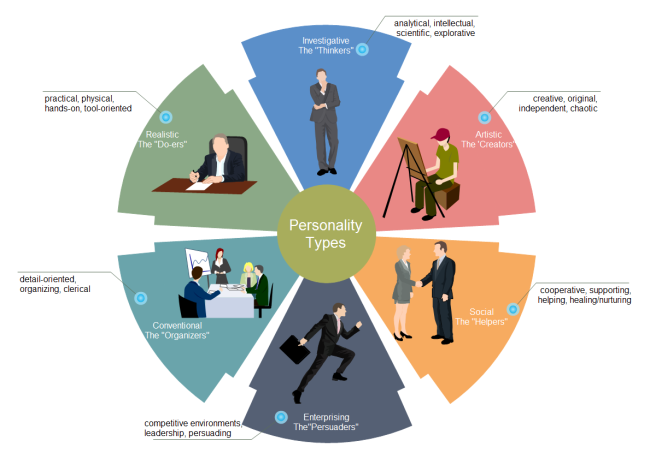 analytical, intellectual,
scientific, explorative
Investigative
The "Thinkers"
practical, physical,
hands-on, tool-oriented
Realistic
The "Do-ers"
creative, original,
independent, chaotic
Artistic
The 'Creators"
Personality
Types
detail-oriented,
organizing, clerical
Conventional
The "Organizers"
cooperative, supporting,
helping, healing/nurturing
Social
The "Helpers"
Enterprising
The"Persuaders"
competitive environments,
leadership, persuading